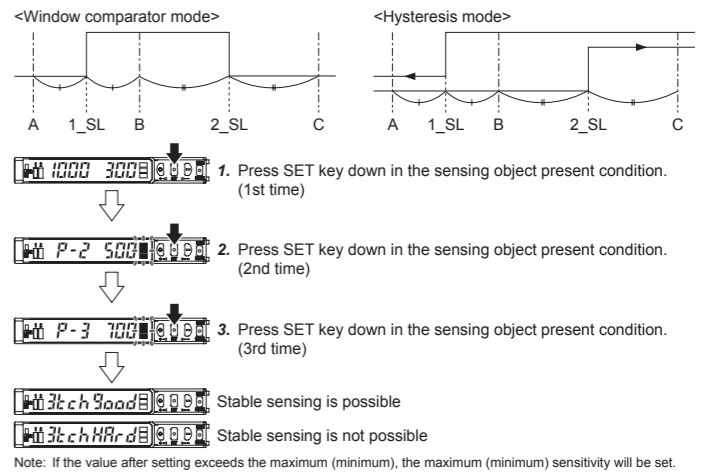 <Window comparator mode> <Hysteresis mode>
A 1_SL B 2_SL C A 1_SL B 2_SL C
1000 300 1. Press SET key down in the sensing object present condition.
(1st time)
P-2 500 2. Press SET key down in the sensing object present condition.
(2nd time)
P-3 700 3. Press SET key down in the sensing object present condition.
(3rd time)
3tchGood Stable sensing is possible
3tchHArd Stable sensing is not possible
Note: If the value after setting exceeds the maximum (minimum), the maximum (minimum) sensitivity will be set.